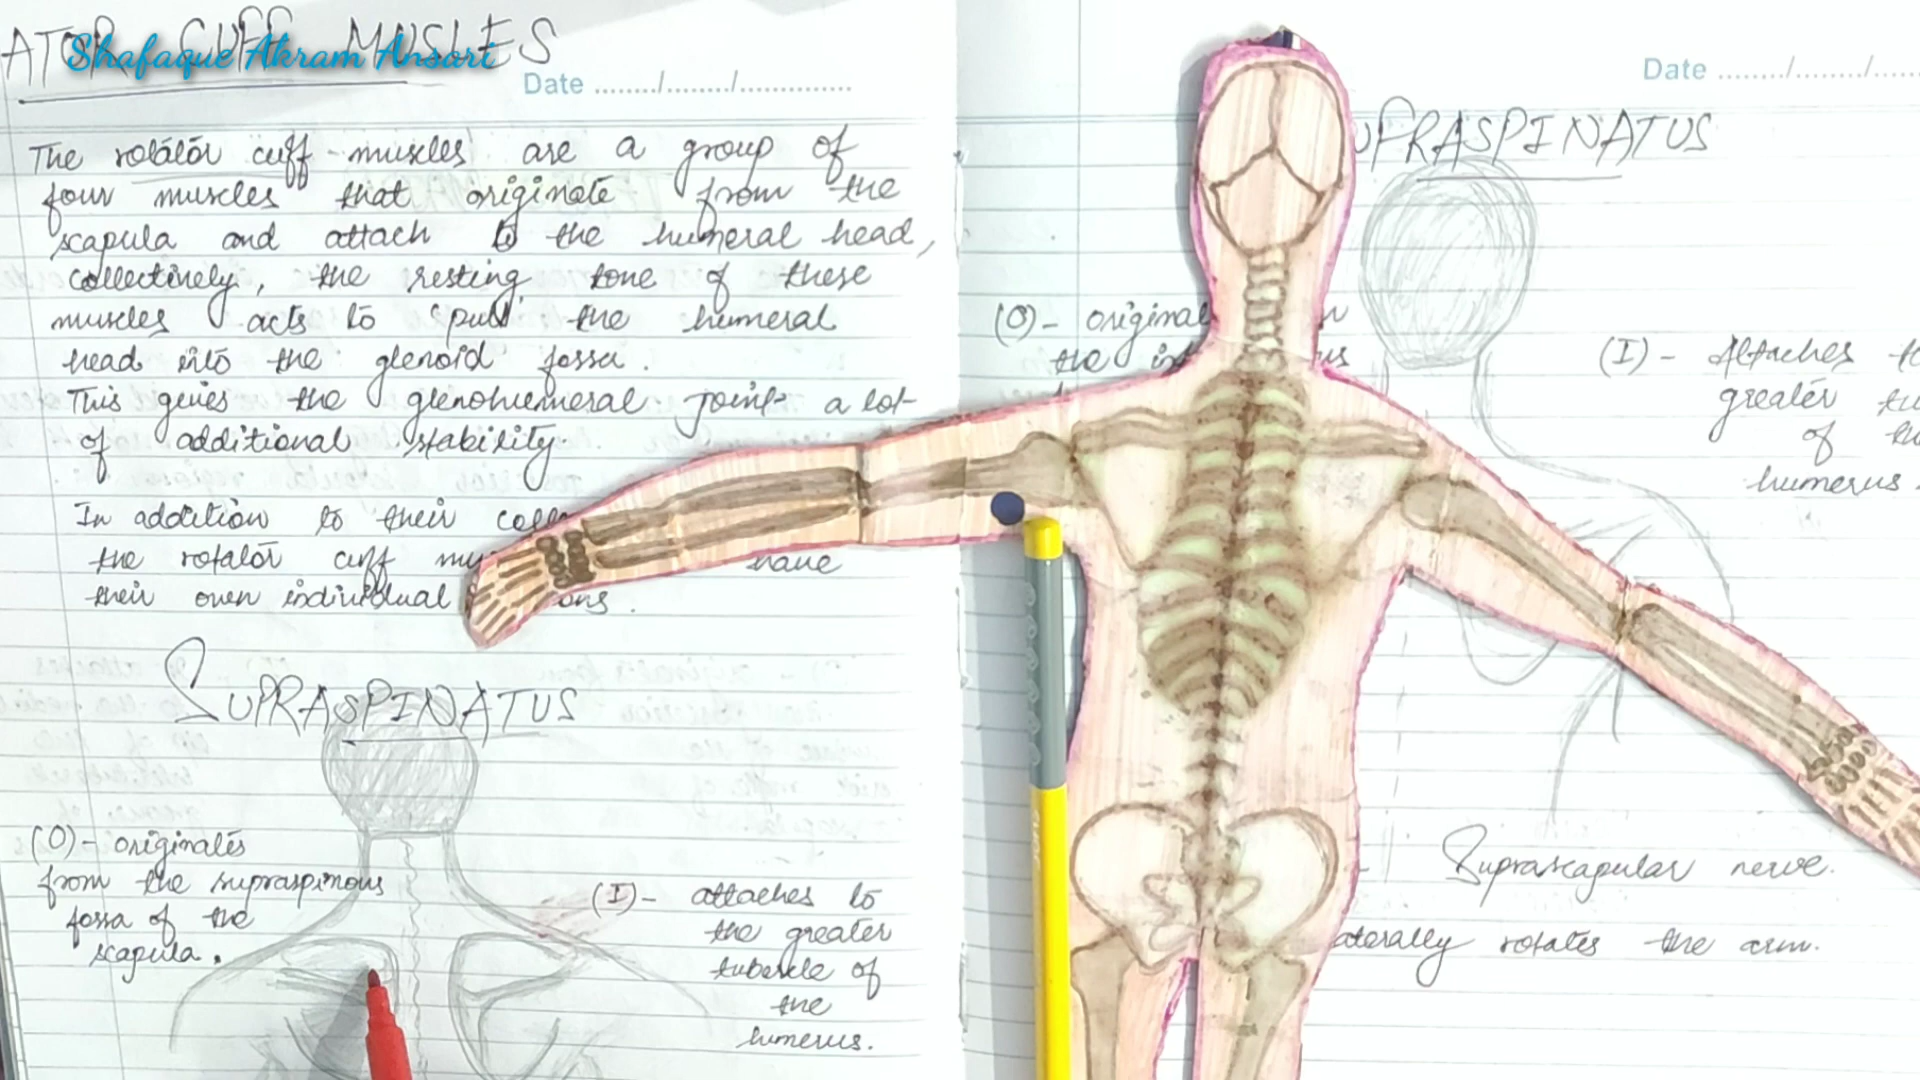 ATOR CUFF MUSLES
Shafaque Akram Ansari
Date ......../......../.............
The rotator cuff muscles are a group of
four muscles that originate from the
scapula and attach to the humeral head,
collectively, the resting tone of these
muscles acts to 'pull' the humeral
head into the glenoid fossa.
This gives the glenohumeral joint a lot
of additional stability.
In addition to their
the rotator cuff have
their own individual
SUPRASPINATUS
(O)- originates
from the supraspinous
fossa of the
scapula.
(I)- attaches to
the greater
tubercle of
the
humerus.
Date ......../......../.....
UPRASPINATUS
(O)- original
the
(I)- Attaches
greater
of
humerus.
Suprascapular nerve.
aterally rotates the arm.